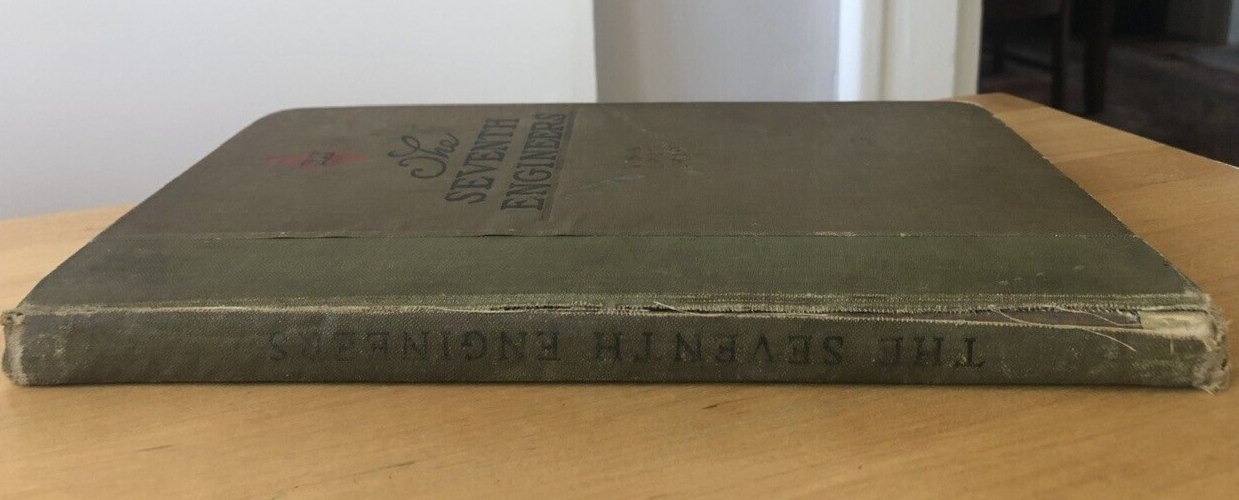 The
SEVENTH
ENGINEERS
THE SEVENTH ENGINEERS